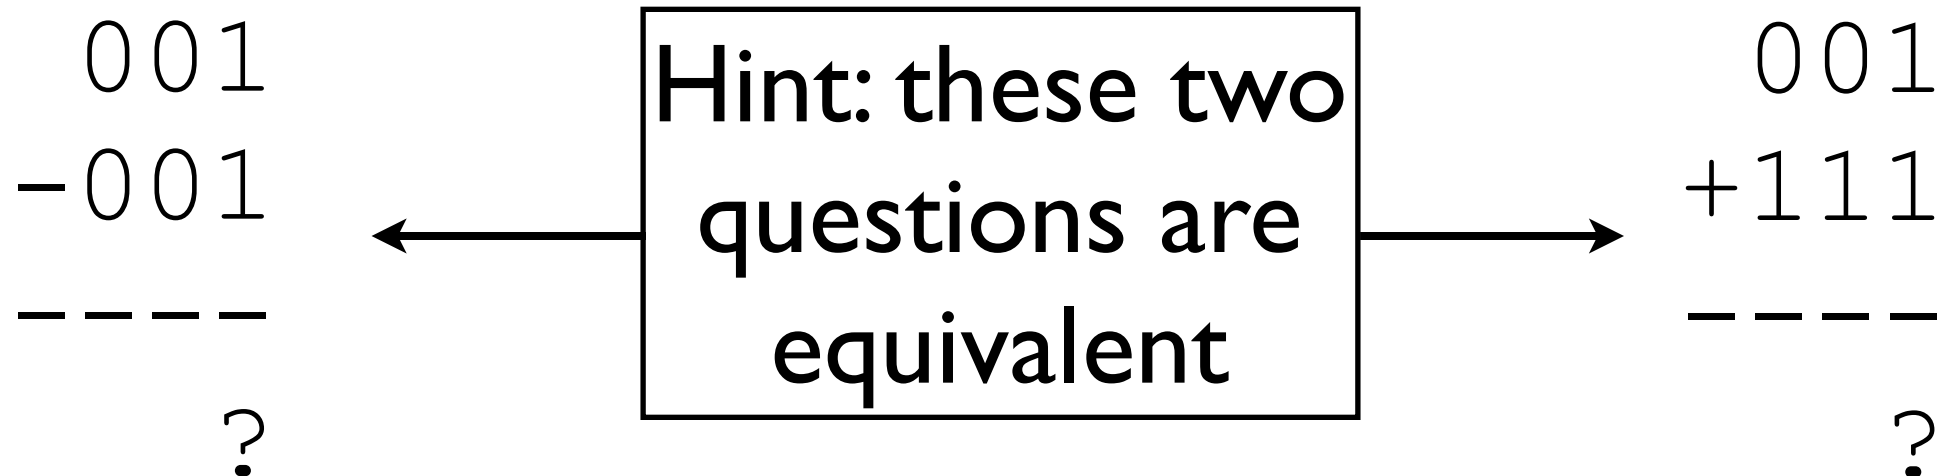 001
-001
----
?
Hint: these two
questions are
equivalent
001
+111
----
?